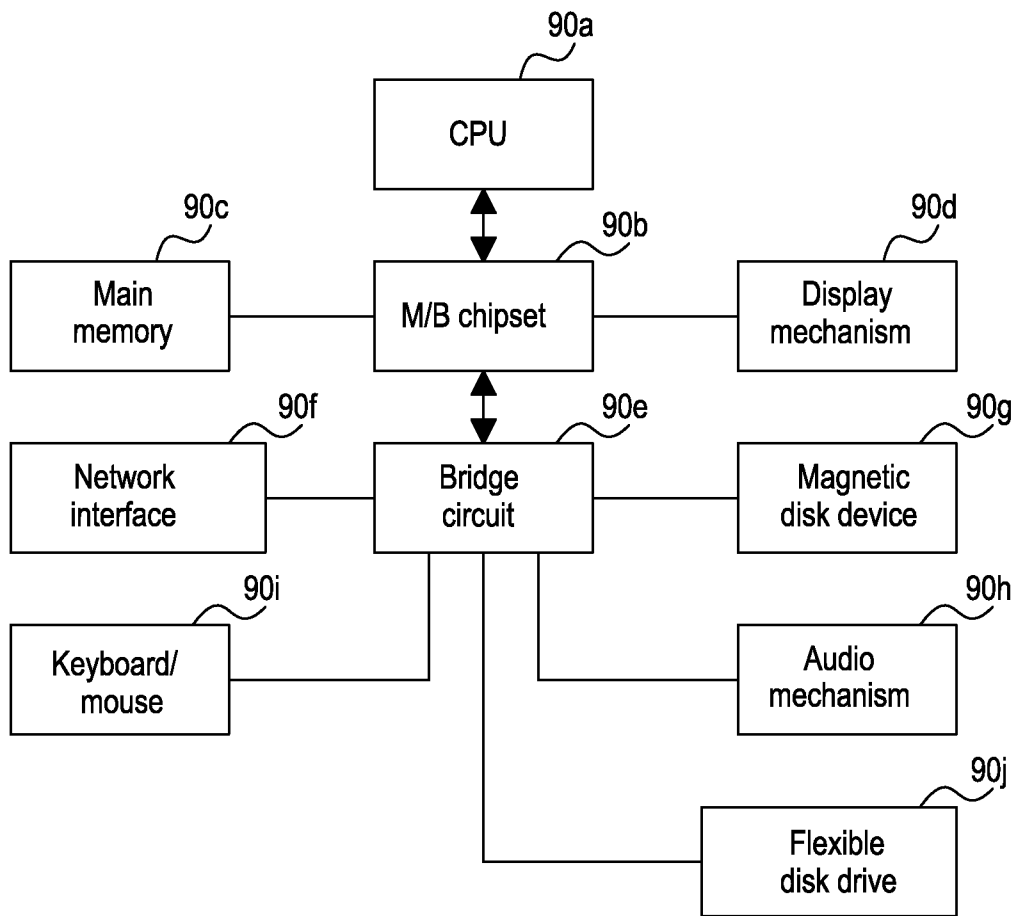 90a
CPU
90c
90b
90d
Main
memory
M/B chipset
Display
mechanism
90f
90e
90g
Network
interface
Bridge
circuit
Magnetic
disk device
90i
90h
Keyboard/
mouse
Audio
mechanism
90j
Flexible
disk drive